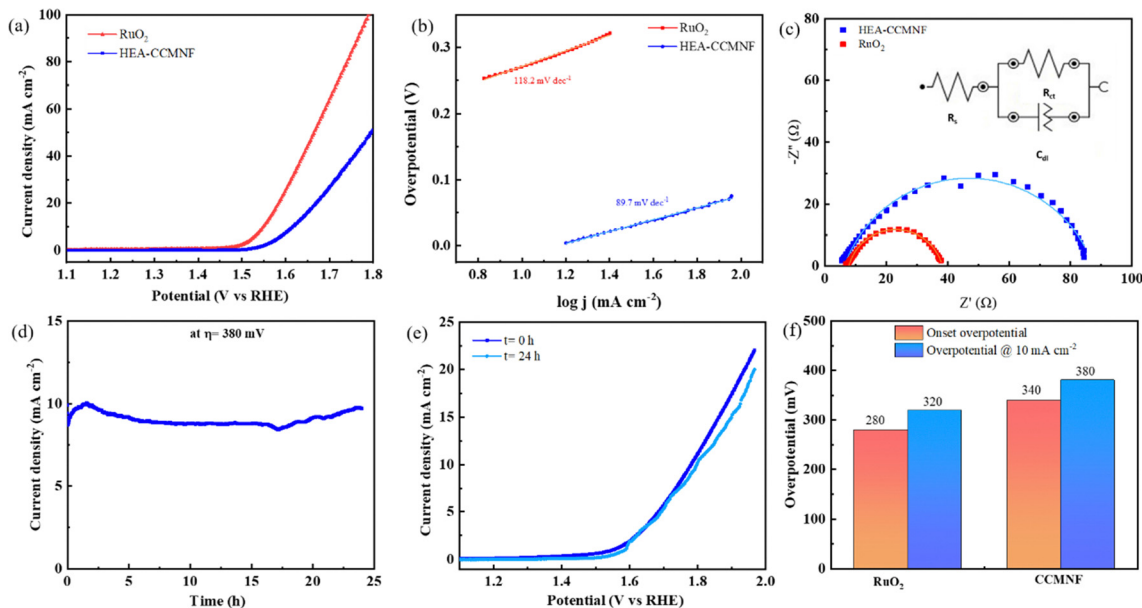 (a)
RuO₂
HEA-CCMNF
100
80
60
40
20
0
1.1 1.2 1.3 1.4 1.5 1.6 1.7 1.8
Current density (mA cm⁻²)
Potential (V vs RHE)
(b)
RuO₂
HEA-CCMNF
118.2 mV dec⁻¹
89.7 mV dec⁻¹
0.3
0.2
0.1
0.0
0.8 1.0 1.2 1.4 1.6 1.8 2.0
Overpotential (V)
log j (mA cm⁻²)
(c)
HEA-CCMNF
RuO₂
Rs
Rct
Cdl
80
60
40
20
0
0 20 40 60 80 100
-Z" (Ω)
Z' (Ω)
(d)
at η= 380 mV
15
10
5
0
0 5 10 15 20 25
Current density (mA cm⁻²)
Time (h)
(e)
t= 0 h
t= 24 h
25
20
15
10
5
0
1.2 1.4 1.6 1.8 2.0
Current density (mA cm⁻²)
Potential (V vs RHE)
(f)
Onset overpotential
Overpotential @ 10 mA cm⁻²
500
400
300
200
100
0
280
320
340
380
RuO₂ CCMNF
Overpotential (mV)